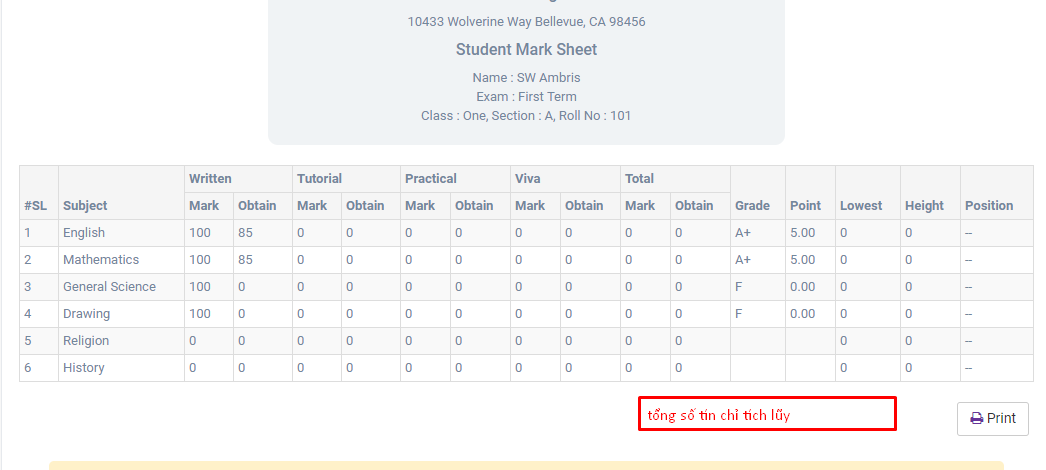 10433 Wolverine Way Bellevue, CA 98456
Student Mark Sheet
Name : SW Ambris
Exam : First Term
Class : One, Section : A, Roll No : 101
#SL Subject Written Tutorial Practical Viva Total Grade Point Lowest Height Position
Mark Obtain Mark Obtain Mark Obtain Mark Obtain Mark Obtain
1 English 100 85 0 0 0 0 0 0 0 0 A+ 5.00 0 0 --
2 Mathematics 100 85 0 0 0 0 0 0 0 0 A+ 5.00 0 0 --
3 General Science 100 0 0 0 0 0 0 0 0 0 F 0.00 0 0 --
4 Drawing 100 0 0 0 0 0 0 0 0 0 F 0.00 0 0 --
5 Religion 0 0 0 0 0 0 0 0 0 0 0 0 --
6 History 0 0 0 0 0 0 0 0 0 0 0 0 --
tổng số tín chỉ tích lũy
Print